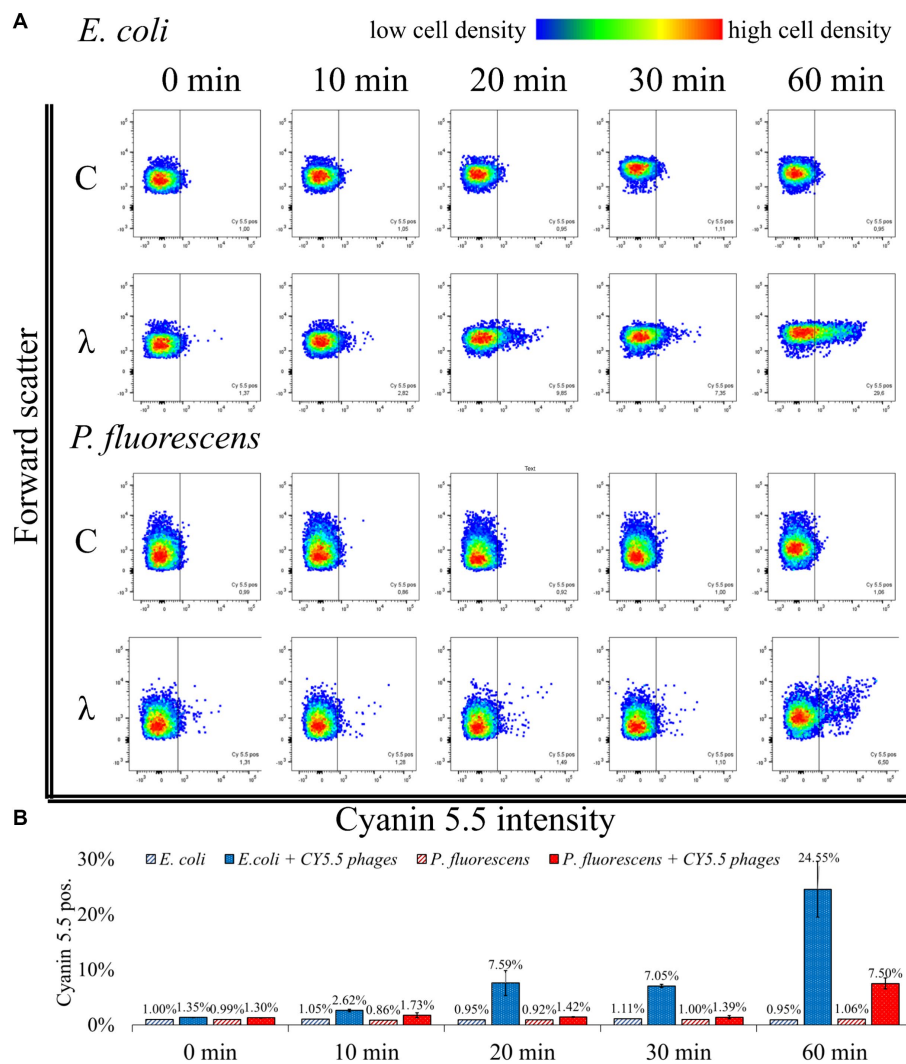 A
E. coli
low cell density high cell density
0 min 10 min 20 min 30 min 60 min
C
Cy 5.5 pos 1,00
Cy 5.5 pos 1,05
Cy 5.5 pos 0,95
Cy 5.5 pos 1,11
Cy 5.5 pos 0,95
λ
Cy 5.5 pos 1,37
Cy 5.5 pos 2,82
Cy 5.5 pos 9,85
Cy 5.5 pos 7,35
Cy 5.5 pos 29,6
Forward scatter
P. fluorescens
Text
C
Cy 5.5 pos 0,99
Cy 5.5 pos 0,86
Cy 5.5 pos 0,92
Cy 5.5 pos 1,00
Cy 5.5 pos 1,06
λ
Cy 5.5 pos 1,31
Cy 5.5 pos 1,28
Cy 5.5 pos 1,49
Cy 5.5 pos 1,10
Cy 5.5 pos 6,50
Cyanin 5.5 intensity
B
E. coli E.coli + CY5.5 phages P. fluorescens P. fluorescens + CY5.5 phages
Cyanin 5.5 pos.
30%
20%
10%
0%
1.00% 1.35% 0.99% 1.30%
1.05% 2.62% 0.86% 1.73%
0.95% 7.59% 0.92% 1.42%
1.11% 7.05% 1.00% 1.39%
0.95% 24.55% 1.06% 7.50%
0 min 10 min 20 min 30 min 60 min